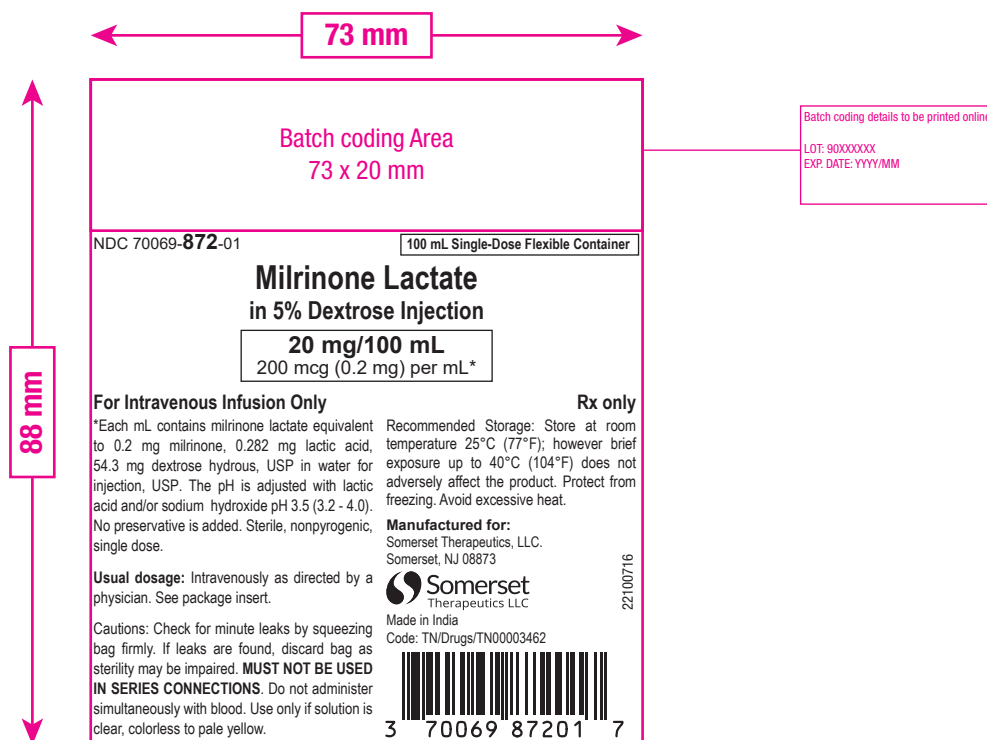 73 mm
88 mm
Batch coding Area
73 x 20 mm
Batch coding details to be printed online
LOT: 90XXXXXX
EXP. DATE: YYYY/MM
NDC 70069-872-01
100 mL Single-Dose Flexible Container
Milrinone Lactate
in 5% Dextrose Injection
20 mg/100 mL
200 mcg (0.2 mg) per mL*
For Intravenous Infusion Only
Rx only
*Each mL contains milrinone lactate equivalent
to 0.2 mg milrinone, 0.282 mg lactic acid,
54.3 mg dextrose hydrous, USP in water for
injection, USP. The pH is adjusted with lactic
acid and/or sodium hydroxide pH 3.5 (3.2 - 4.0).
No preservative is added. Sterile, nonpyrogenic,
single dose.
Usual dosage: Intravenously as directed by a
physician. See package insert.
Cautions: Check for minute leaks by squeezing
bag firmly. If leaks are found, discard bag as
sterility may be impaired. MUST NOT BE USED
IN SERIES CONNECTIONS. Do not administer
simultaneously with blood. Use only if solution is
clear, colorless to pale yellow.
Recommended Storage: Store at room
temperature 25°C (77°F); however brief
exposure up to 40°C (104°F) does not
adversely affect the product. Protect from
freezing. Avoid excessive heat.
Manufactured for:
Somerset Therapeutics, LLC.
Somerset, NJ 08873
Somerset
Therapeutics LLC
Made in India
Code: TN/Drugs/TN00003462
22100716
3 70069 87201 7